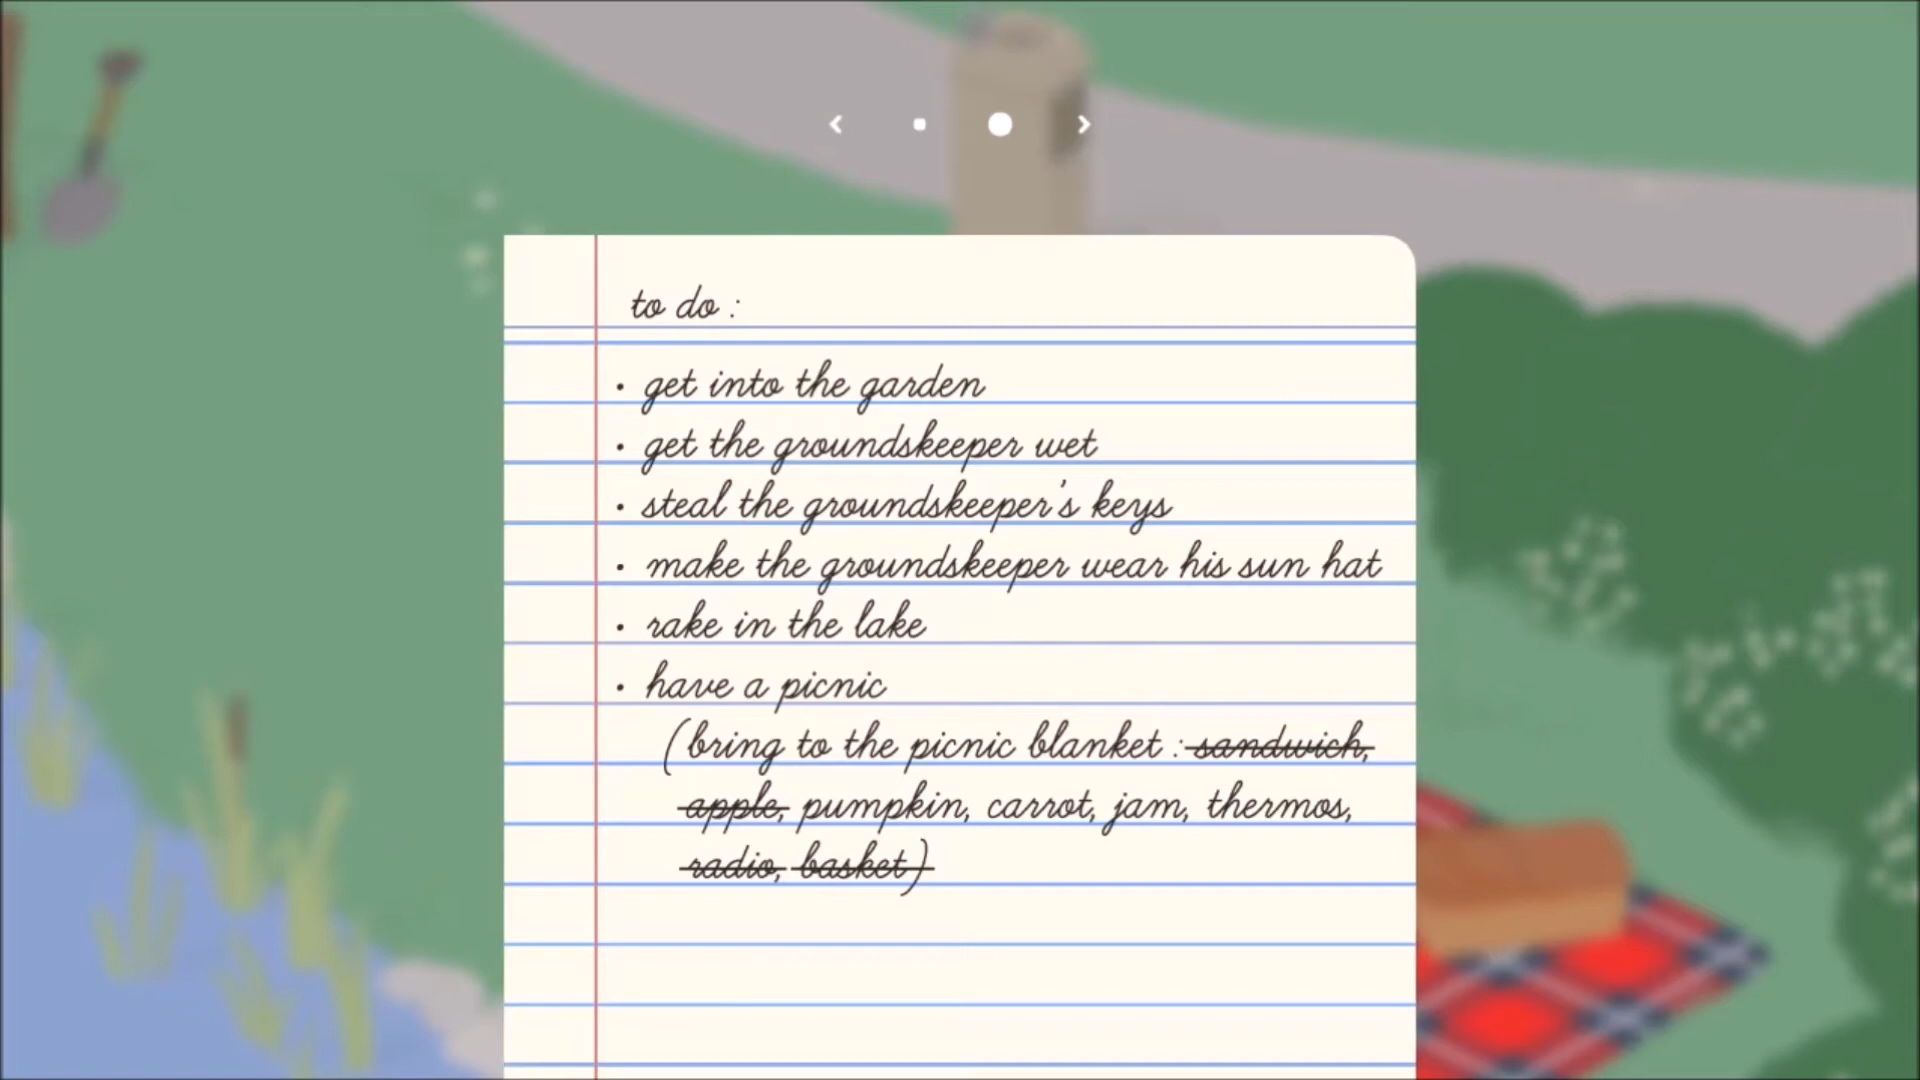 to do :
• get into the garden
• get the groundskeeper wet
• steal the groundskeeper's keys
• make the groundskeeper wear his sun hat
• rake in the lake
• have a picnic
(bring to the picnic blanket : sandwich,
apple, pumpkin, carrot, jam, thermos,
radio, basket)